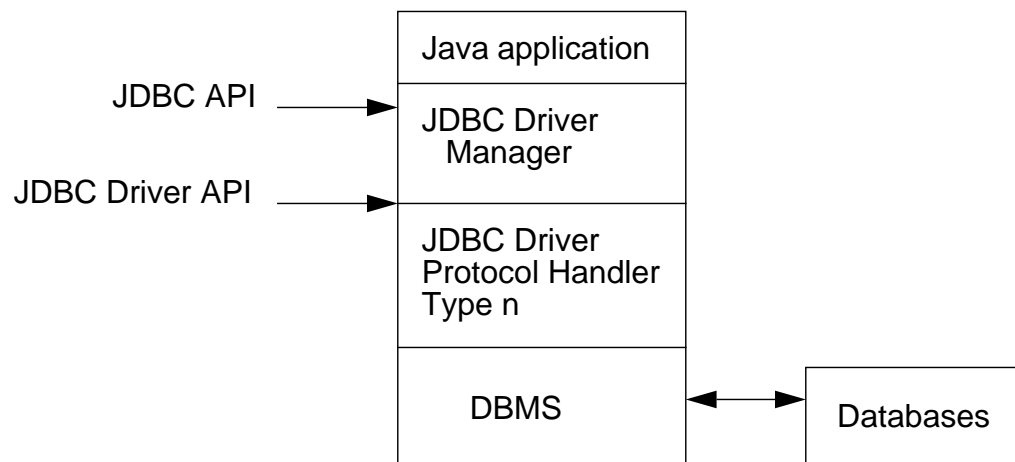 Java application
JDBC API
JDBC Driver
Manager
JDBC Driver API
JDBC Driver
Protocol Handler
Type n
DBMS
Databases